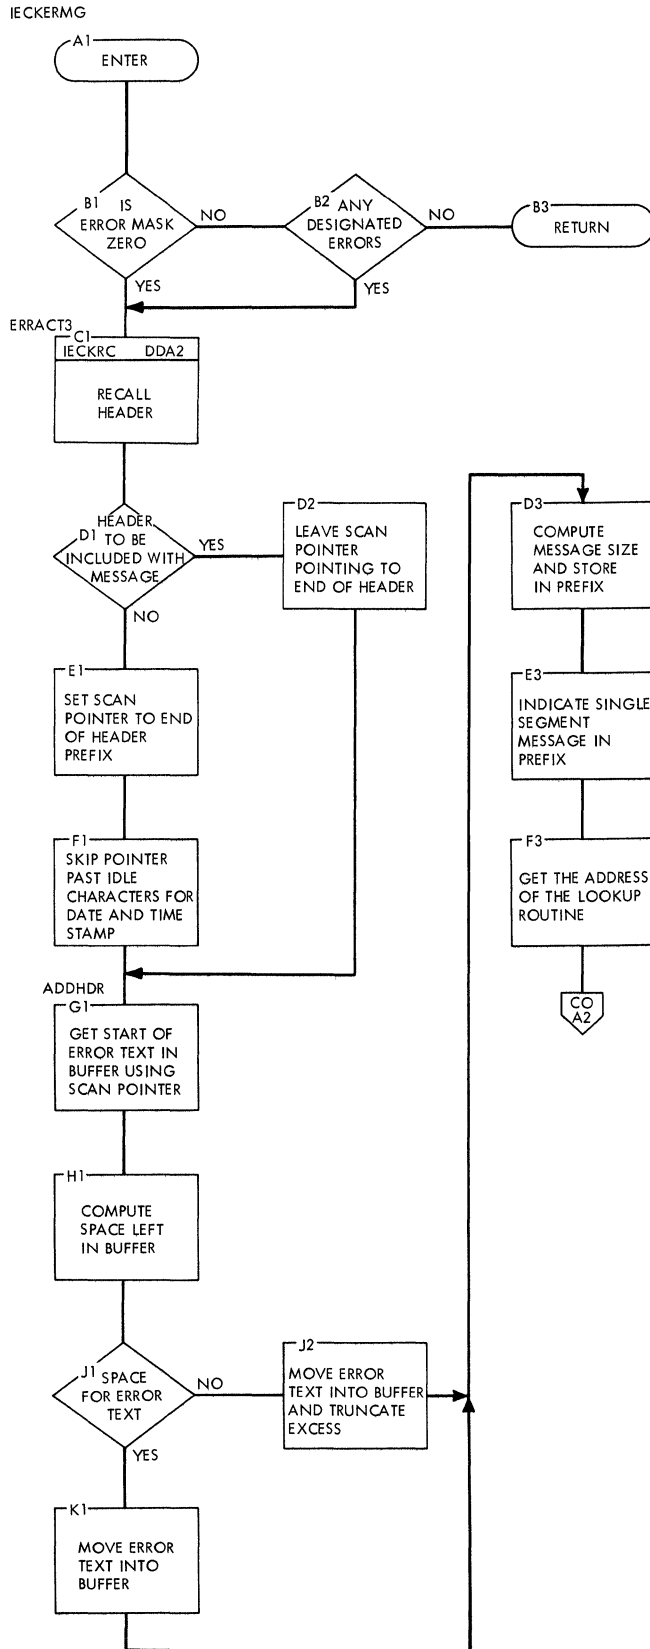 IECKERMG
A1
ENTER
B1 IS
ERROR MASK
ZERO
NO
YES
B2 ANY
DESIGNATED
ERRORS
NO
YES
B3
RETURN
ERRACT3
C1
IECKRC DDA2
RECALL
HEADER
HEADER
D1 TO BE
INCLUDED WITH
MESSAGE
YES
NO
D2
LEAVE SCAN
POINTER
POINTING TO
END OF HEADER
E1
SET SCAN
POINTER TO END
OF HEADER
PREFIX
F1
SKIP POINTER
PAST IDLE
CHARACTERS FOR
DATE AND TIME
STAMP
ADDHDR
G1
GET START OF
ERROR TEXT IN
BUFFER USING
SCAN POINTER
H1
COMPUTE
SPACE LEFT
IN BUFFER
J1 SPACE
FOR ERROR
TEXT
NO
YES
J2
MOVE ERROR
TEXT INTO BUFFER
AND TRUNCATE
EXCESS
K1
MOVE ERROR
TEXT INTO
BUFFER
D3
COMPUTE
MESSAGE SIZE
AND STORE
IN PREFIX
E3
INDICATE SINGLE
SEGMENT
MESSAGE IN
PREFIX
F3
GET THE ADDRESS
OF THE LOOKUP
ROUTINE
CO
A2